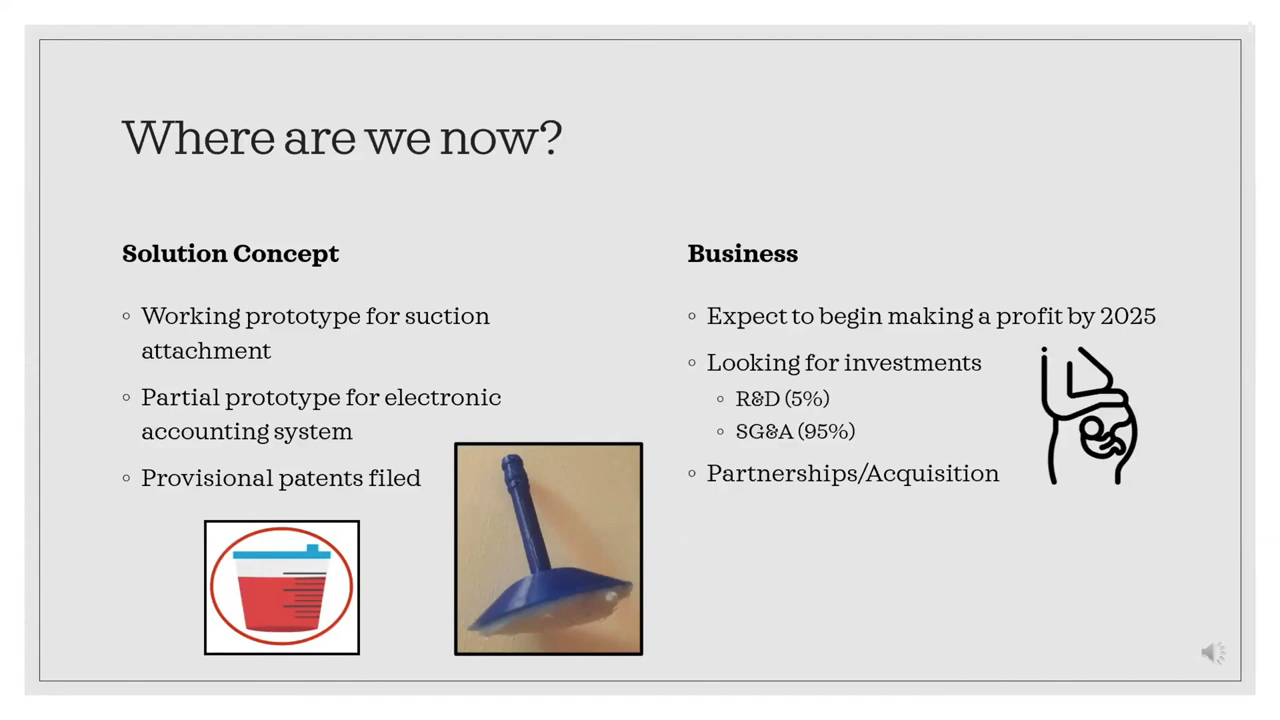 Where are we now?
Solution Concept
◦ Working prototype for suction
attachment
◦ Partial prototype for electronic
accounting system
◦ Provisional patents filed
Business
◦ Expect to begin making a profit by 2025
◦ Looking for investments
◦ R&D (5%)
◦ SG&A (95%)
◦ Partnerships/Acquisition